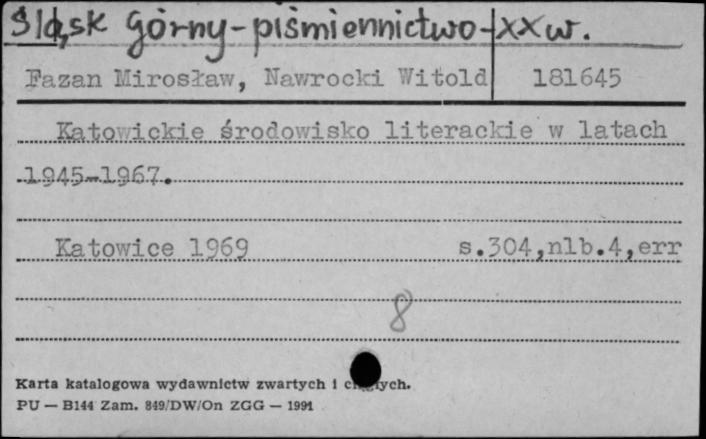 Śląsk Górny-piśmiennictwo-XXw.
Fazan Mirosław, Nawrocki Witold 181645
Katowickie środowisko literackie w latach
1945-1967.
Katowice 1969 s.304,nlb.4,err
8
Karta katalogowa wydawnictw zwartych i
PU — B144 Zam. 849/DW/On ZGG — 1991